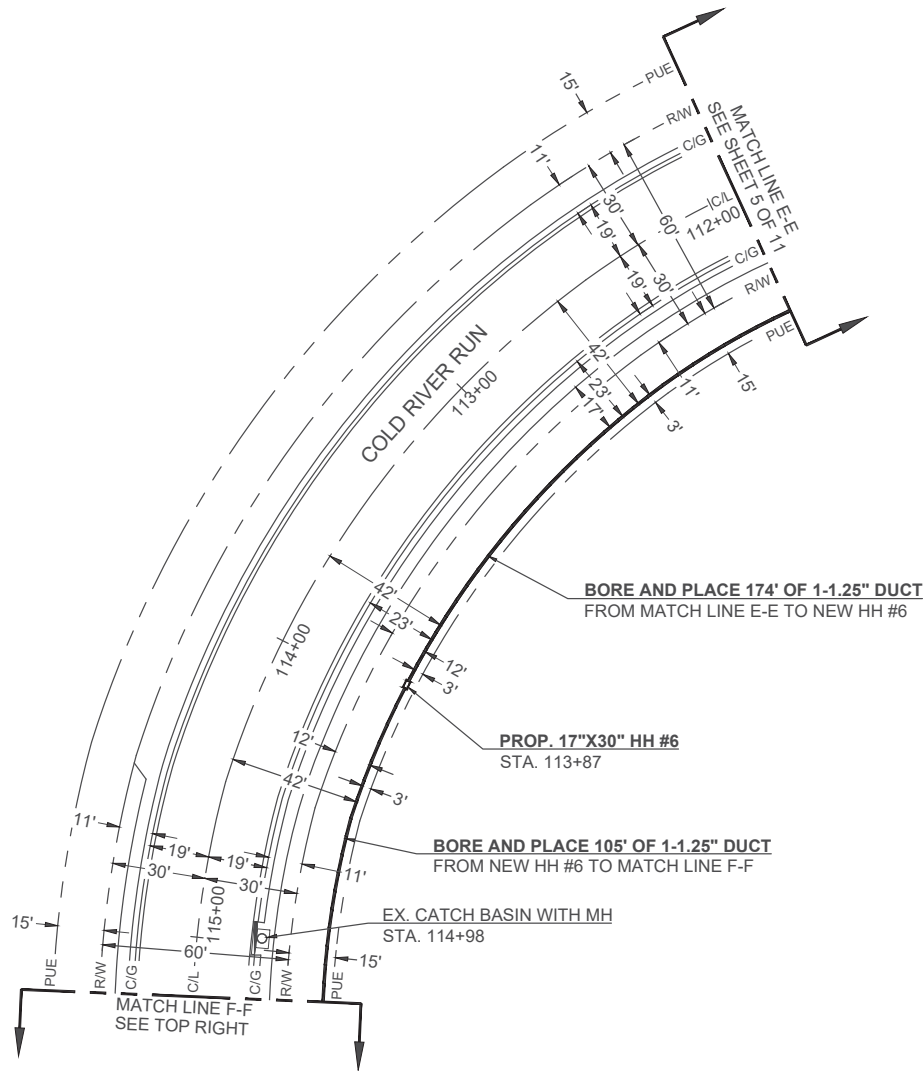 15'
PUE
R/W
MATCH LINE E-E
SEE SHEET 5 OF 11
C/G
11'
30'
60'
19'
C/L
112+00
C/G
R/W
PUE
19'
30'
42'
23'
17'
11'
15'
3'
COLD RIVER RUN
113+00
BORE AND PLACE 174' OF 1-1.25" DUCT
FROM MATCH LINE E-E TO NEW HH #6
42'
23'
114+00
12'
3'
PROP. 17"X30" HH #6
STA. 113+87
12'
42'
3'
11'
19'
19'
30'
30'
11'
BORE AND PLACE 105' OF 1-1.25" DUCT
FROM NEW HH #6 TO MATCH LINE F-F
EX. CATCH BASIN WITH MH
STA. 114+98
115+00
15'
60'
15'
PUE
R/W
C/G
C/L
C/G
R/W
PUE
MATCH LINE F-F
SEE TOP RIGHT